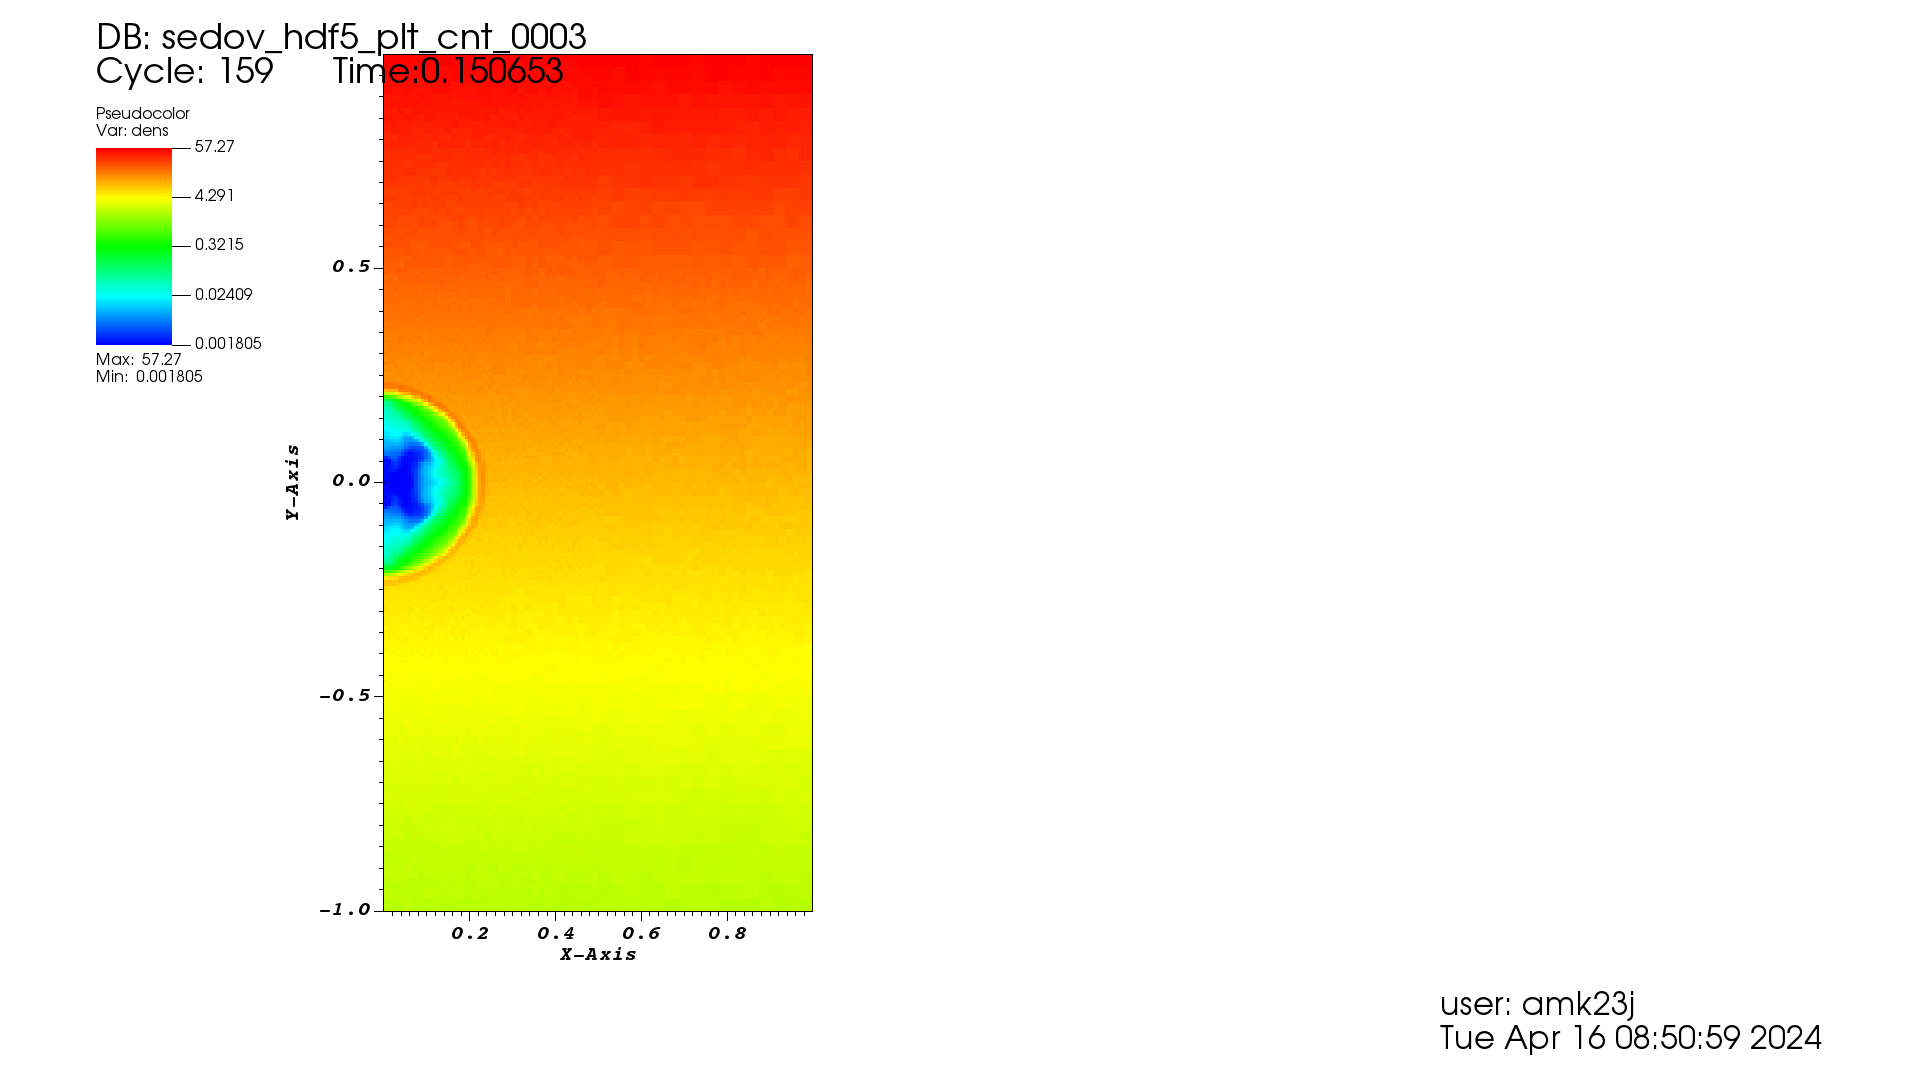 DB: sedov_hdf5_plt_cnt_0003
Cycle: 159 Time:0.150653
Pseudocolor
Var: dens
57.27
4.291
0.3215
0.02409
0.001805
Max: 57.27
Min: 0.001805
0.5
0.0
-0.5
-1.0
Y-Axis
0.2 0.4 0.6 0.8
X-Axis
user: amk23j
Tue Apr 16 08:50:59 2024